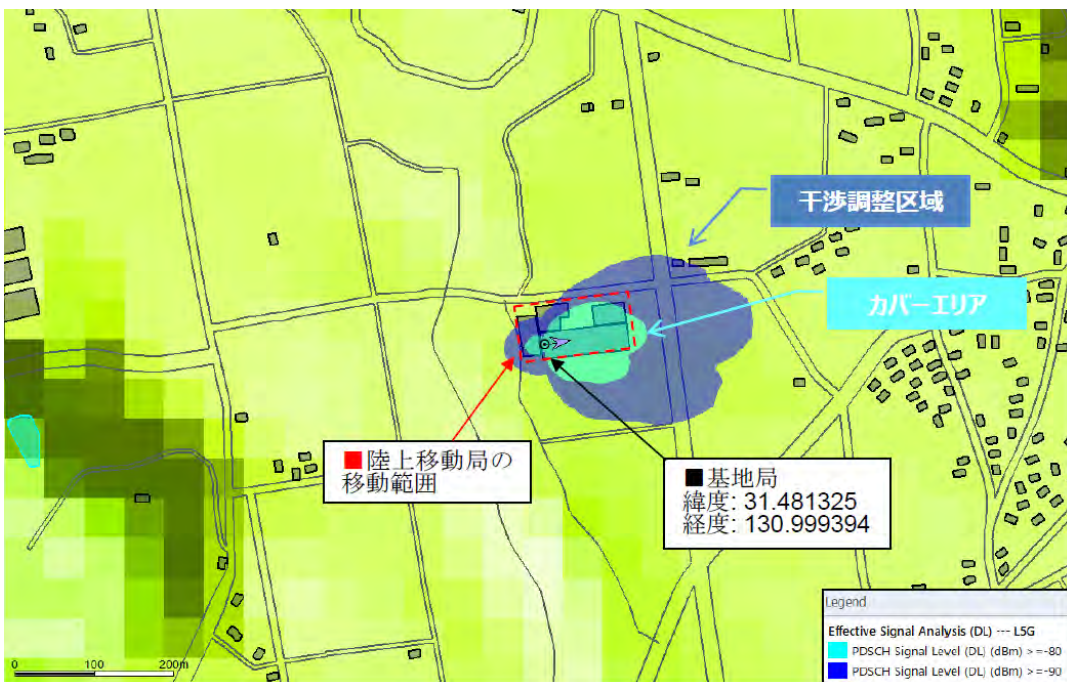 干渉調整区域
カバーエリア
■陸上移動局の
移動範囲
■基地局
緯度: 31.481325
経度: 130.999394
0 100 200m
Legend
Effective Signal Analysis (DL) --- L5G
PDSCH Signal Level (DL) (dBm) >=-80
PDSCH Signal Level (DL) (dBm) >=-90